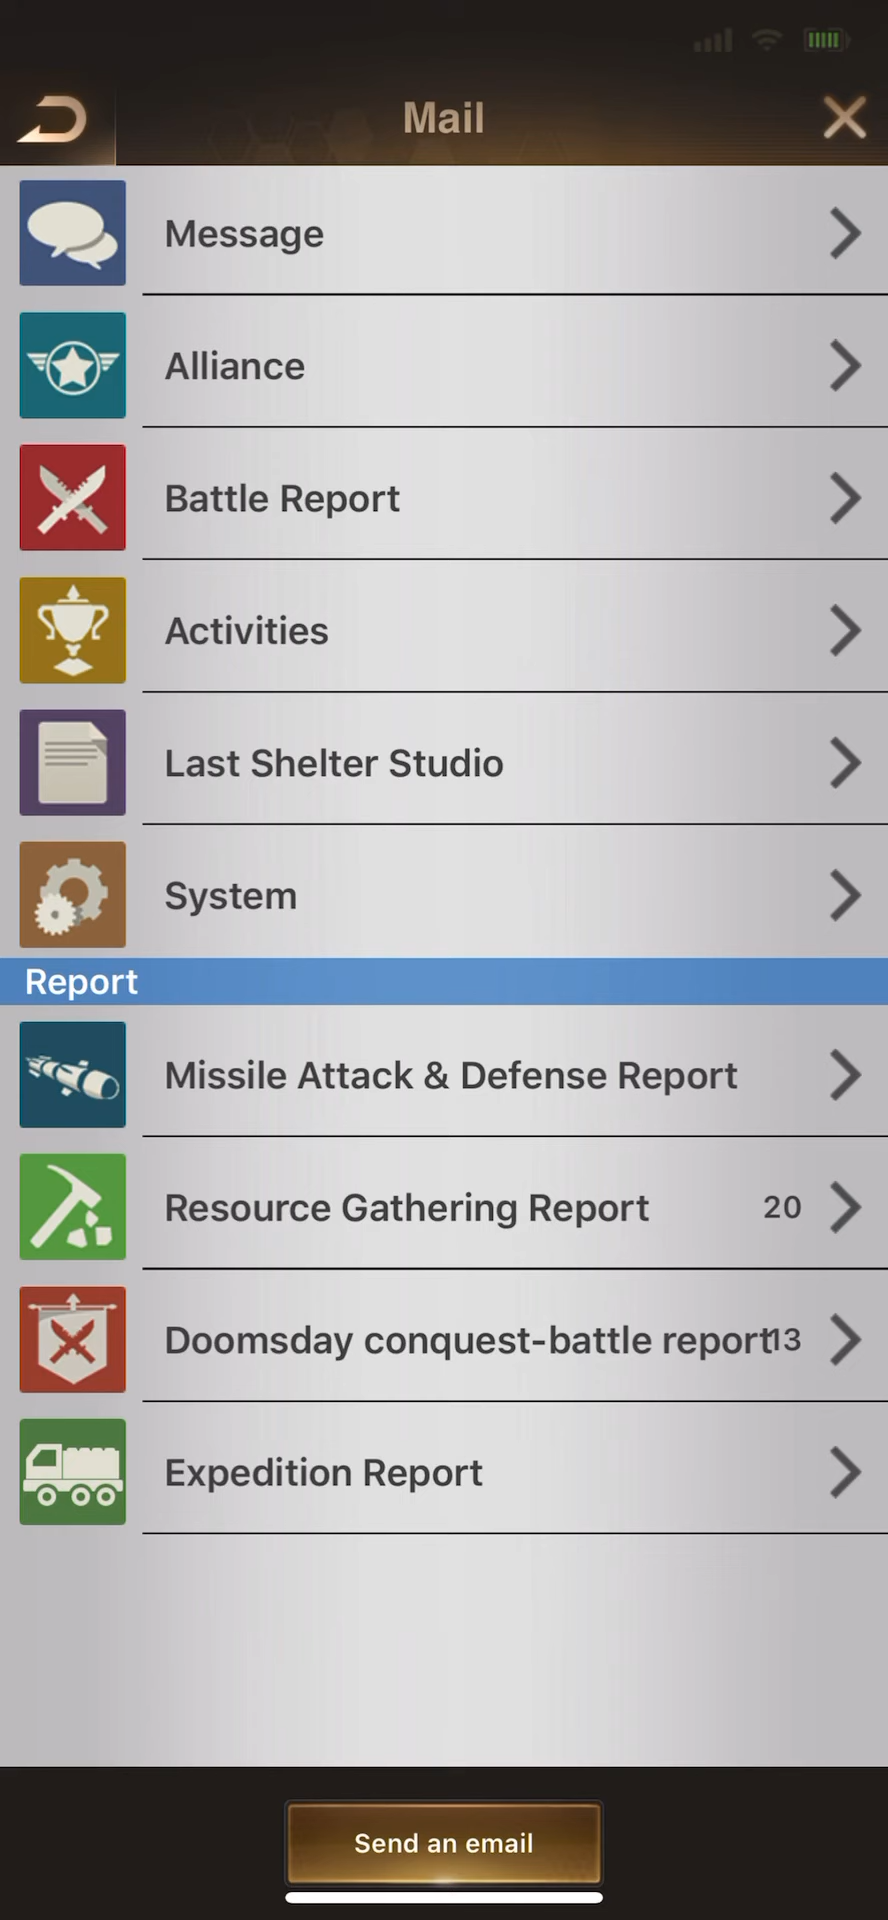 Mail
Message
Alliance
Battle Report
Activities
Last Shelter Studio
System
Report
Missile Attack & Defense Report
Resource Gathering Report 20
Doomsday conquest-battle report 13
Expedition Report
Send an email